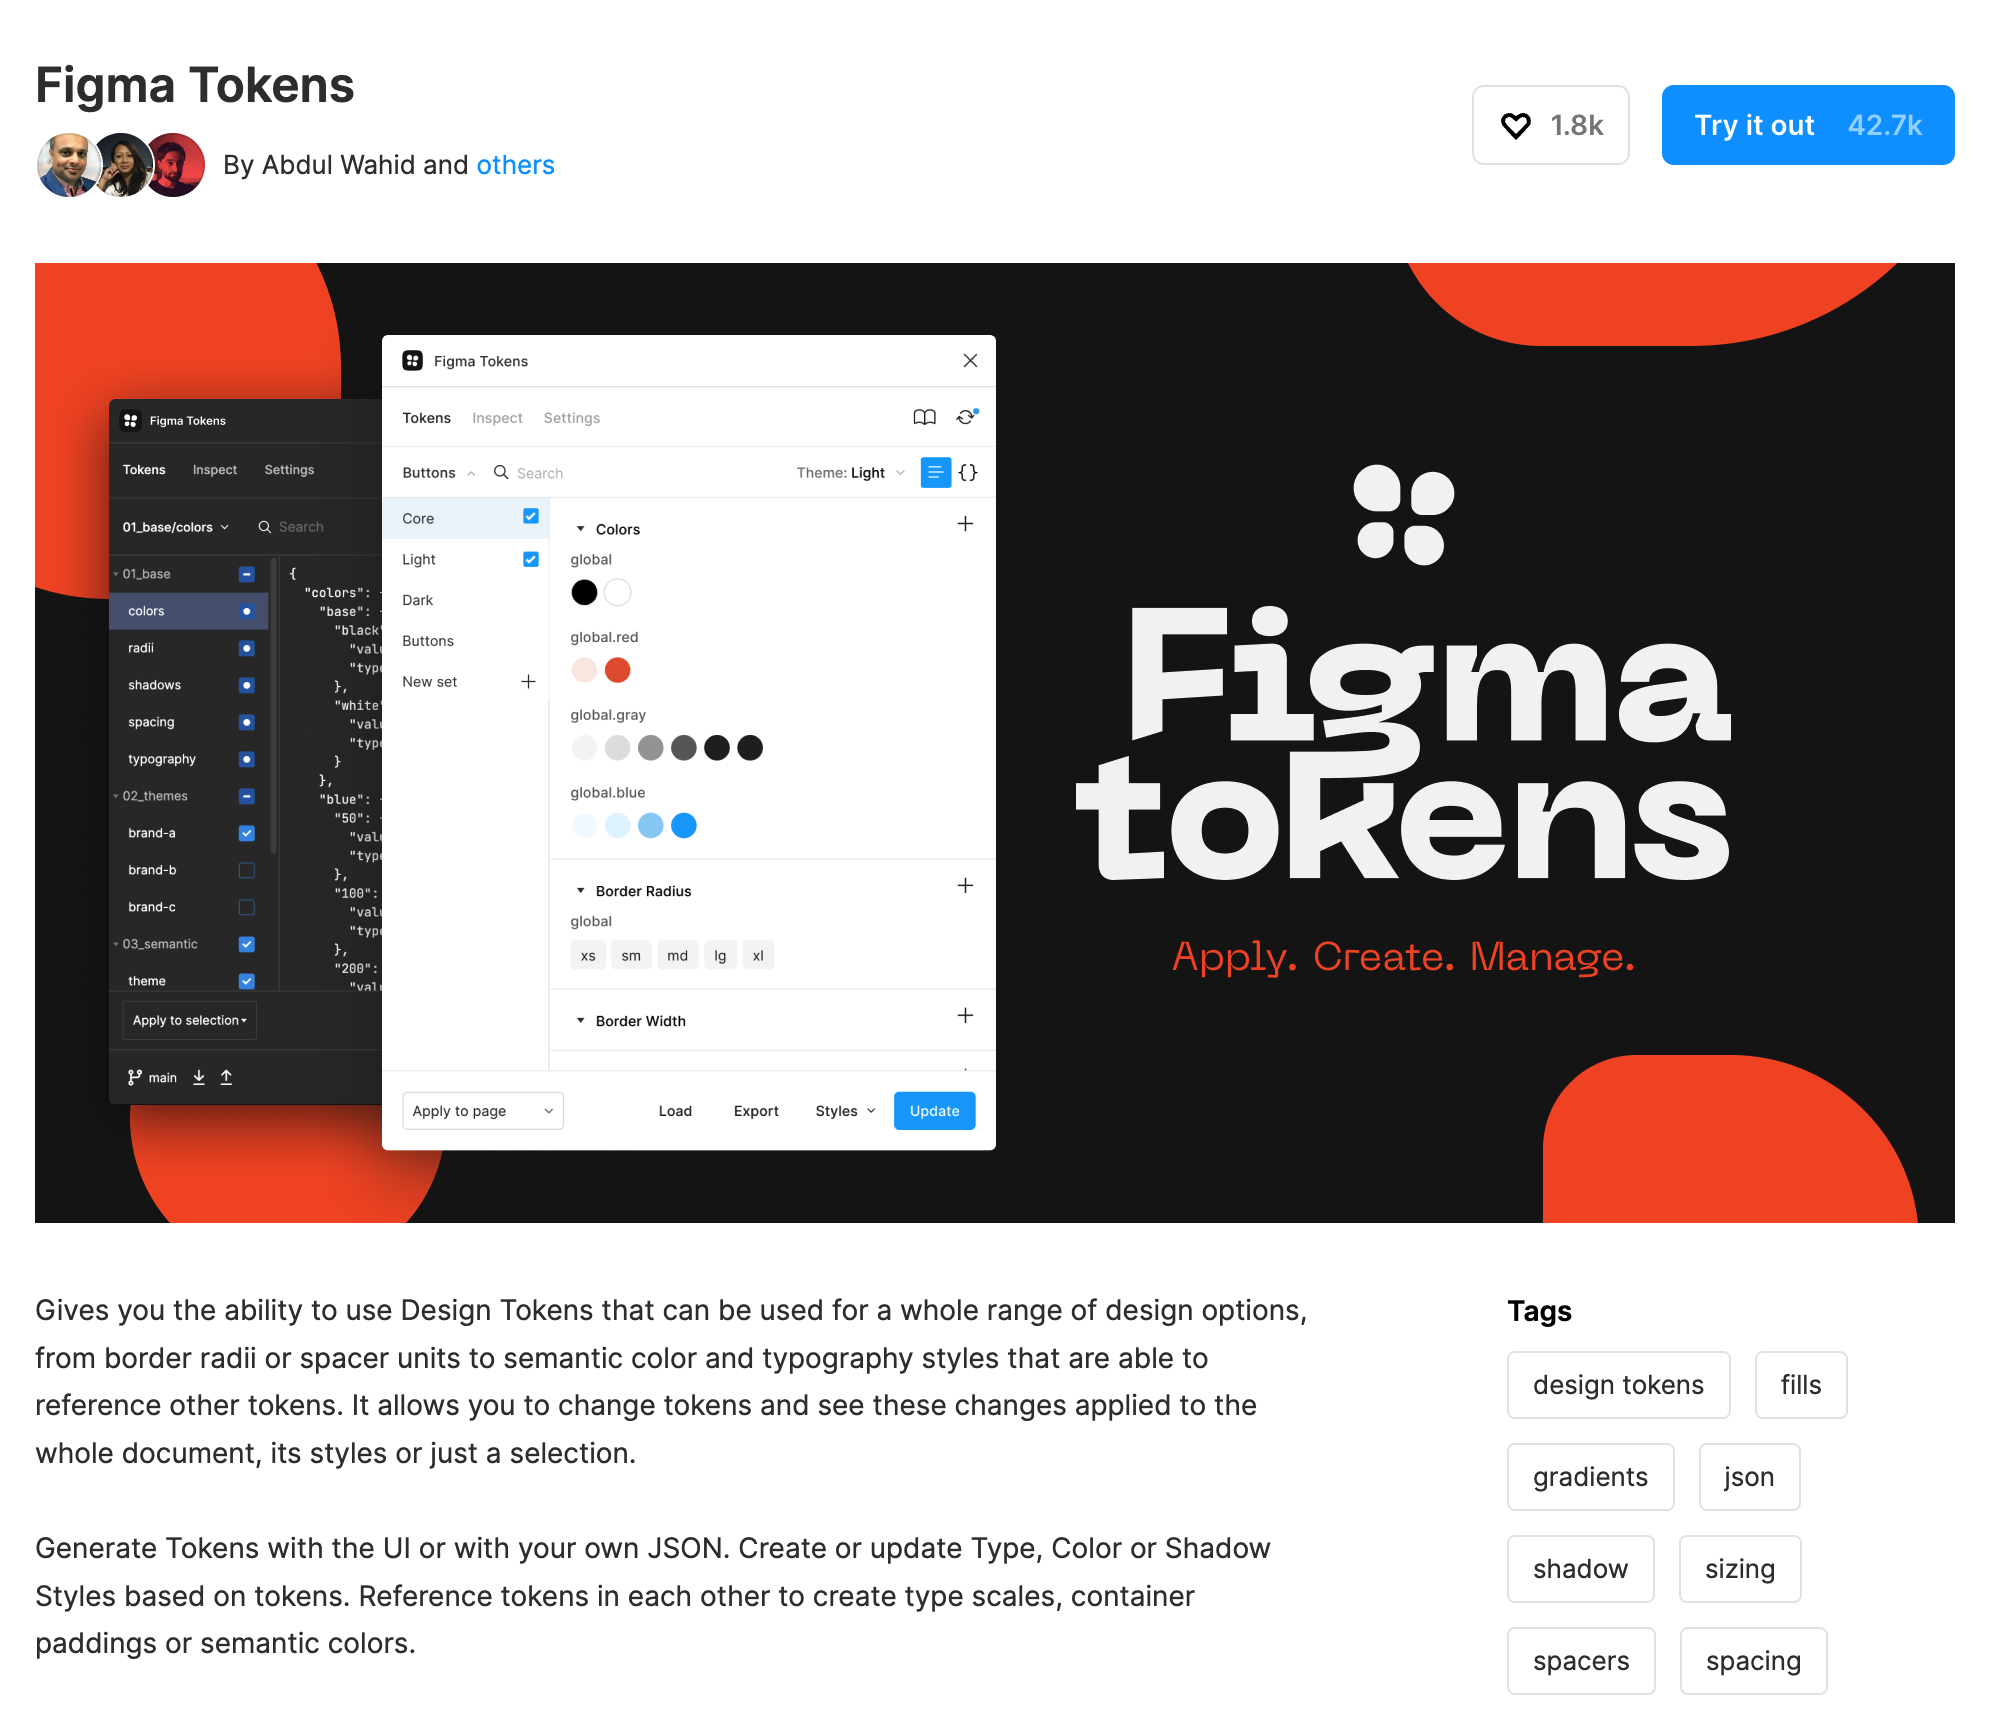 Figma Tokens
By Abdul Wahid and others
1.8k
Try it out 42.7k
Figma Tokens
Tokens Inspect Settings
01_base/colors Search
01_base
colors
radii
shadows
spacing
typography
02_themes
brand-a
brand-b
brand-c
03_semantic
theme
{
"colors":
"base":
"black"
"valu
"type
},
"white"
"valu
"type
}
},
"blue":
"50":
"valu
"type
},
"100":
"valu
"type
},
"200":
"valu
Apply to selection
main
Figma Tokens
Tokens Inspect Settings
Buttons Search Theme: Light {}
Core
Light
Dark
Buttons
New set
Colors
global
global.red
global.gray
global.blue
Border Radius
global
xs sm md lg xl
Border Width
Apply to page Load Export Styles Update
Figma
tokens
Apply. Create. Manage.
Gives you the ability to use Design Tokens that can be used for a whole range of design options,
from border radii or spacer units to semantic color and typography styles that are able to
reference other tokens. It allows you to change tokens and see these changes applied to the
whole document, its styles or just a selection.
Generate Tokens with the UI or with your own JSON. Create or update Type, Color or Shadow
Styles based on tokens. Reference tokens in each other to create type scales, container
paddings or semantic colors.
Tags
design tokens fills
gradients json
shadow sizing
spacers spacing